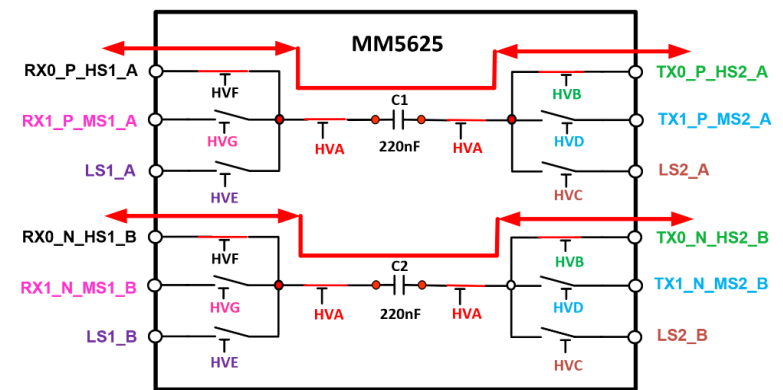 MM5625
RX0_P_HS1_A
HVF
C1
HVB
TX0_P_HS2_A
RX1_P_MS1_A
HVG
HVA
220nF
HVA
HVD
TX1_P_MS2_A
LS1_A
HVE
HVC
LS2_A
RX0_N_HS1_B
HVF
C2
HVB
TX0_N_HS2_B
RX1_N_MS1_B
HVG
HVA
220nF
HVA
HVD
TX1_N_MS2_B
LS1_B
HVE
HVC
LS2_B